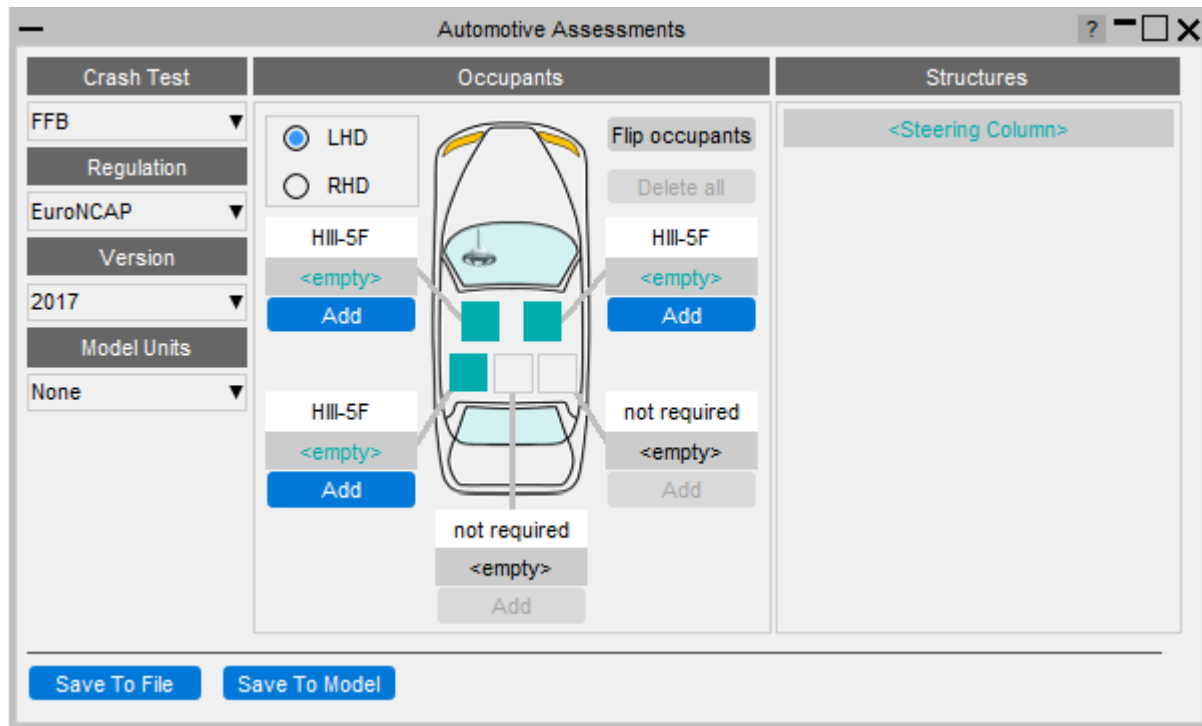 Automotive Assessments
?
Crash Test
FFB
Regulation
EuroNCAP
Version
2017
Model Units
None
Occupants
LHD
RHD
Flip occupants
Delete all
HIII-5F
<empty>
Add
HIII-5F
<empty>
Add
HIII-5F
<empty>
Add
not required
<empty>
Add
not required
<empty>
Add
Structures
<Steering Column>
Save To File
Save To Model